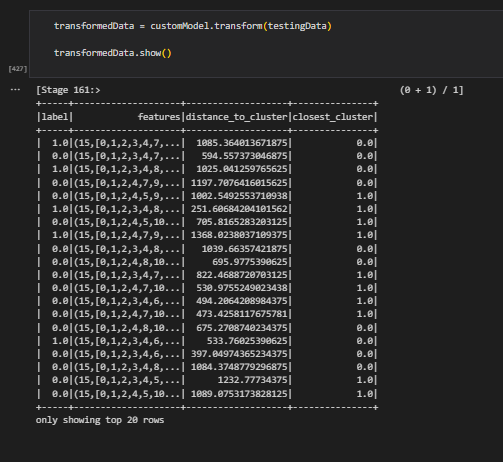 transformedData = customModel.transform(testingData)
transformedData.show()
[427]
... [Stage 161:> (0 + 1) / 1]
+-----+--------------------+-------------------+---------------+
|label|            features|distance_to_cluster|closest_cluster|
+-----+--------------------+-------------------+---------------+
|  1.0|(15,[0,1,2,3,4,7,...|  1085.364013671875|            0.0|
|  0.0|(15,[0,1,2,3,4,7,...|   594.557373046875|            0.0|
|  1.0|(15,[0,1,2,3,4,8,...|  1025.041259765625|            0.0|
|  0.0|(15,[0,1,2,4,7,9,...| 1197.7076416015625|            0.0|
|  0.0|(15,[0,1,2,4,5,9,...| 1002.5492553710938|            1.0|
|  1.0|(15,[0,1,2,3,4,8,...| 251.60684204101562|            1.0|
|  0.0|(15,[0,1,2,4,5,10...|  705.8165283203125|            1.0|
|  1.0|(15,[0,1,2,4,7,9,...| 1368.0238037109375|            1.0|
|  0.0|(15,[0,1,2,3,4,8,...|   1039.66357421875|            0.0|
|  0.0|(15,[0,1,2,4,8,10...|     695.9775390625|            0.0|
|  0.0|(15,[0,1,2,3,4,7,...|  822.4688720703125|            1.0|
|  0.0|(15,[0,1,2,4,7,10...|  530.9755249023438|            1.0|
|  0.0|(15,[0,1,2,3,4,6,...|  494.2064208984375|            1.0|
|  0.0|(15,[0,1,2,4,7,10...|  473.4258117675781|            1.0|
|  0.0|(15,[0,1,2,4,8,10...|  675.2708740234375|            0.0|
|  1.0|(15,[0,1,2,3,4,6,...|    533.76025390625|            0.0|
|  0.0|(15,[0,1,2,3,4,6,...| 397.04974365234375|            0.0|
|  0.0|(15,[0,1,2,3,4,8,...| 1084.3748779296875|            0.0|
|  0.0|(15,[0,1,2,3,4,5,...|      1232.77734375|            1.0|
|  0.0|(15,[0,1,2,4,5,10...| 1089.0753173828125|            1.0|
+-----+--------------------+-------------------+---------------+
only showing top 20 rows